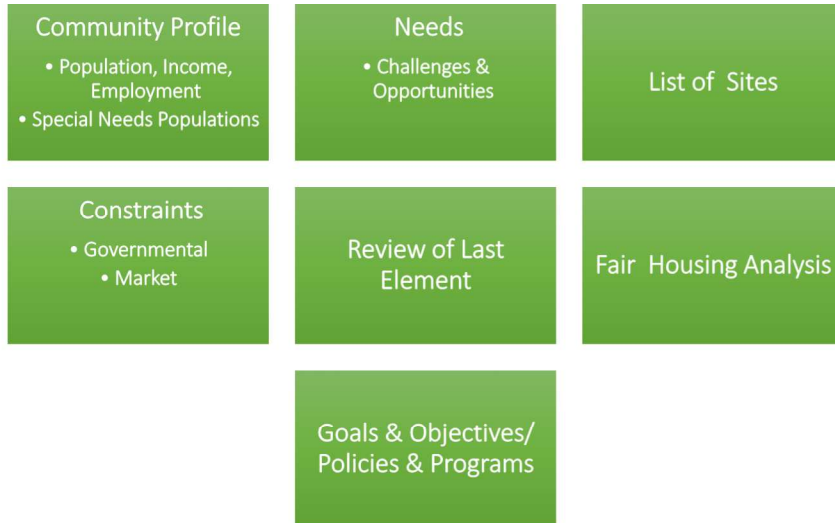 Community Profile
• Population, Income,
Employment
• Special Needs Populations
Needs
• Challenges &
Opportunities
List of Sites
Constraints
• Governmental
• Market
Review of Last
Element
Fair Housing Analysis
Goals & Objectives/
Policies & Programs